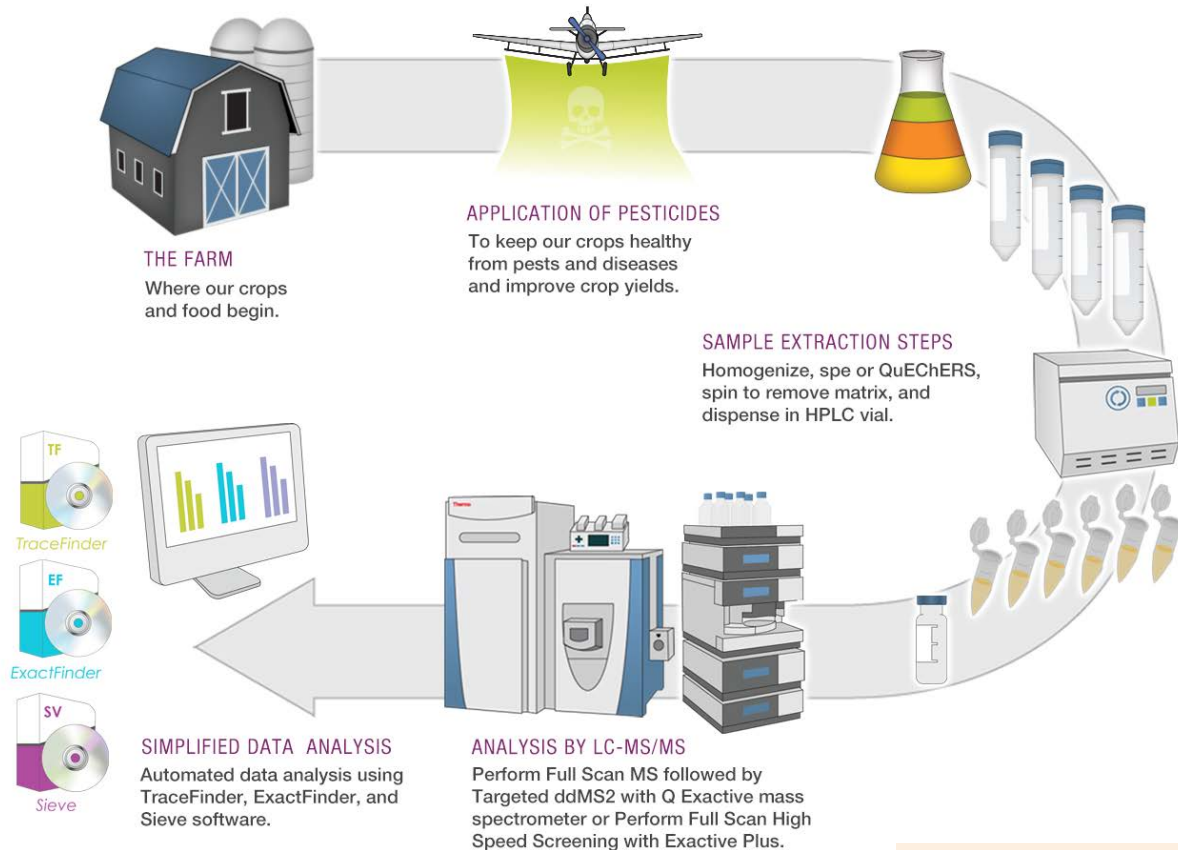 THE FARM
Where our crops
and food begin.
APPLICATION OF PESTICIDES
To keep our crops healthy
from pests and diseases
and improve crop yields.
SAMPLE EXTRACTION STEPS
Homogenize, spe or QuEChERS,
spin to remove matrix, and
dispense in HPLC vial.
Thermo
ANALYSIS BY LC-MS/MS
Perform Full Scan MS followed by
Targeted ddMS2 with Q Exactive mass
spectrometer or Perform Full Scan High
Speed Screening with Exactive Plus.
TF
TraceFinder
EF
ExactFinder
SV
Sieve
SIMPLIFIED DATA ANALYSIS
Automated data analysis using
TraceFinder, ExactFinder, and
Sieve software.